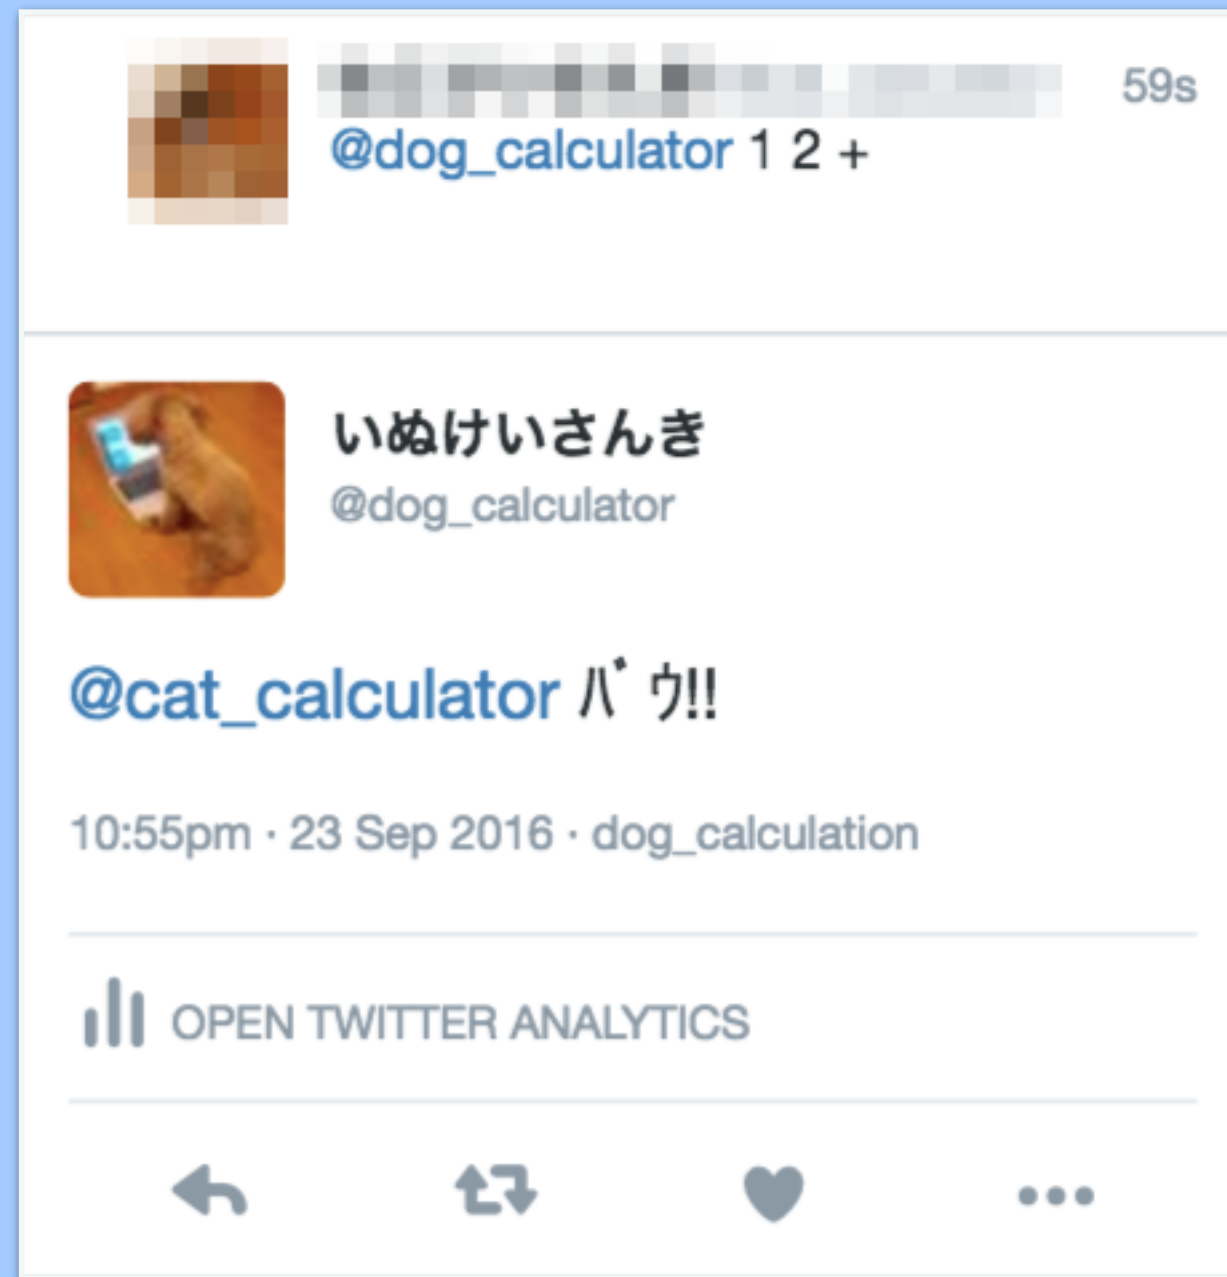 59s
@dog_calculator 1 2 +
いぬけいさんき
@dog_calculator
@cat_calculator ﾊﾞｳ!!
10:55pm · 23 Sep 2016 · dog_calculation
OPEN TWITTER ANALYTICS